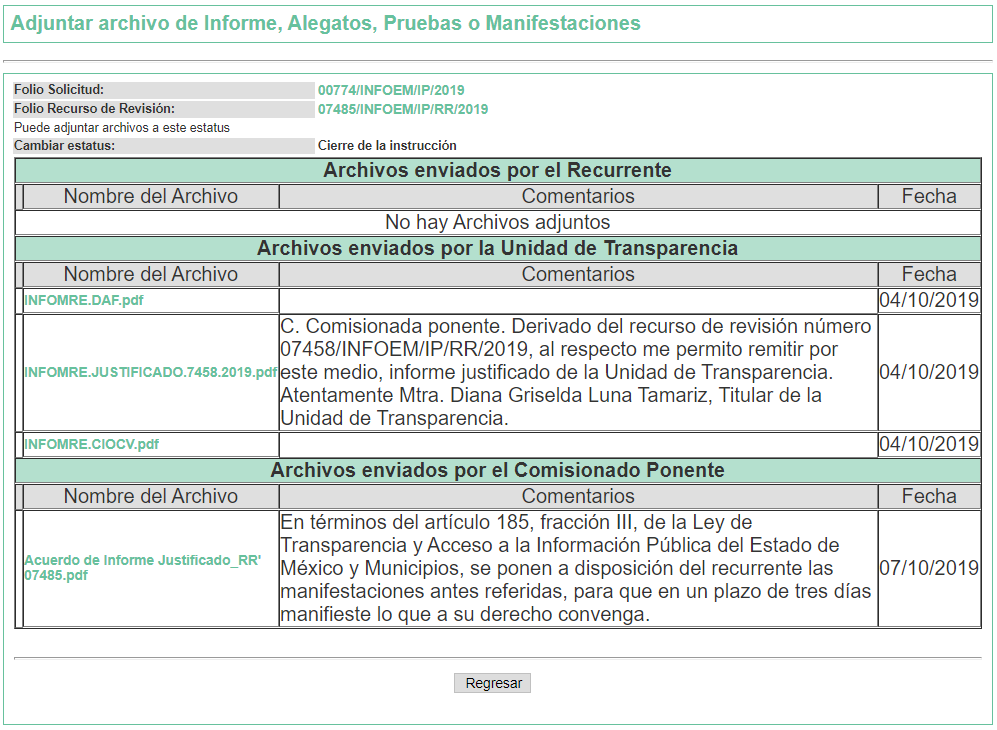 Adjuntar archivo de Informe, Alegatos, Pruebas o Manifestaciones
Folio Solicitud: 00774/INFOEM/IP/2019
Folio Recurso de Revisión: 07485/INFOEM/IP/RR/2019
Puede adjuntar archivos a este estatus
Cambiar estatus: Cierre de la instrucción
Archivos enviados por el Recurrente
Nombre del Archivo Comentarios Fecha
No hay Archivos adjuntos
Archivos enviados por la Unidad de Transparencia
Nombre del Archivo Comentarios Fecha
INFOMRE.DAF.pdf 04/10/2019
C. Comisionada ponente. Derivado del recurso de revisión número
07458/INFOEM/IP/RR/2019, al respecto me permito remitir por
INFOMRE.JUSTIFICADO.7458.2019.pdf este medio, informe justificado de la Unidad de Transparencia. 04/10/2019
Atentamente Mtra. Diana Griselda Luna Tamariz, Titular de la
Unidad de Transparencia.
INFOMRE.CIOCV.pdf 04/10/2019
Archivos enviados por el Comisionado Ponente
Nombre del Archivo Comentarios Fecha
En términos del artículo 185, fracción III, de la Ley de
Transparencia y Acceso a la Información Pública del Estado de
Acuerdo de Informe Justificado_RR' México y Municipios, se ponen a disposición del recurrente las 07/10/2019
07485.pdf manifestaciones antes referidas, para que en un plazo de tres días
manifieste lo que a su derecho convenga.
Regresar